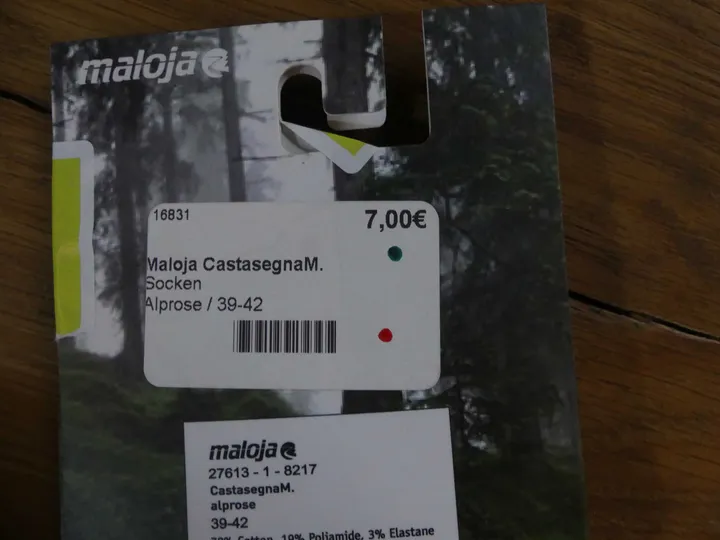 maloja
16831
7,00€
Maloja CastasegnaM.
Socken
Alprose / 39-42
maloja
27613 - 1 - 8217
CastasegnaM.
alprose
39-42
Cotton, 19% Poliamide, 3% Elastane